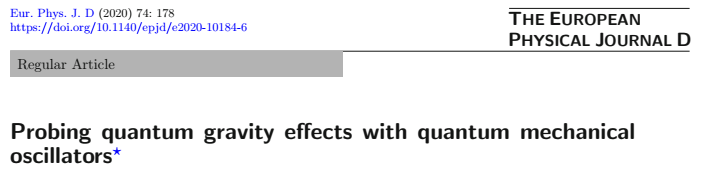 Eur. Phys. J. D (2020) 74: 178
https://doi.org/10.1140/epjd/e2020-10184-6
THE EUROPEAN
PHYSICAL JOURNAL D
Regular Article
Probing quantum gravity effects with quantum mechanical
oscillators⋆